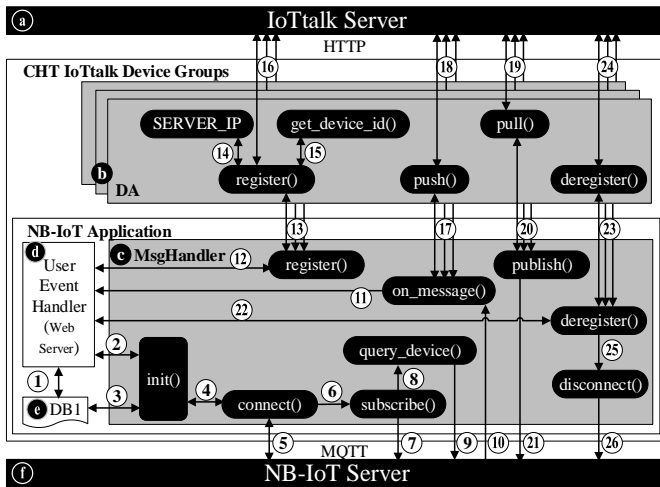 a IoTtalk Server
HTTP
16 18 19 24
CHT IoTtalk Device Groups
SERVER_IP get_device_id() pull()
14 15
b register() push() deregister()
DA
13 17 20 23
NB-IoT Application
d c MsgHandler
12 register() publish()
User
Event
Handler
(Web
Server)
on_message()
11
22 deregister()
2 query_device() 25
init() 8
1 disconnect()
3 4 connect() 6 subscribe()
e DB1
5 7 9 10 21 26
MQTT
f NB-IoT Server